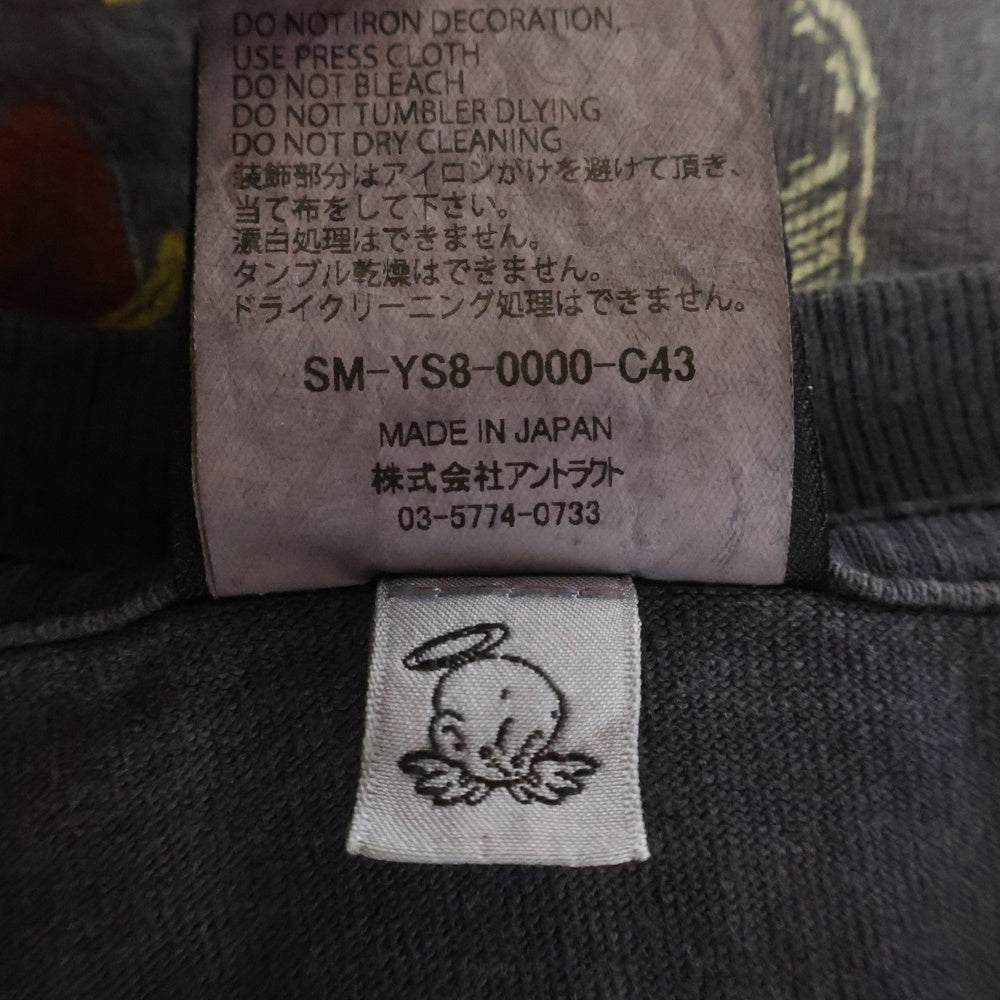 DO NOT IRON DECORATION,
USE PRESS CLOTH
DO NOT BLEACH
DO NOT TUMBLER DLYING
DO NOT DRY CLEANING
装飾部分はアイロンがけを避けて頂き、
当て布をして下さい。
漂白処理はできません。
タンブル乾燥はできません。
ドライクリーニング処理はできません。
SM-YS8-0000-C43
MADE IN JAPAN
株式会社アントラクト
03-5774-0733